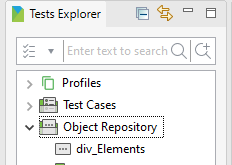 Tests Explorer
Enter text to search
Profiles
Test Cases
Object Repository
div_Elements